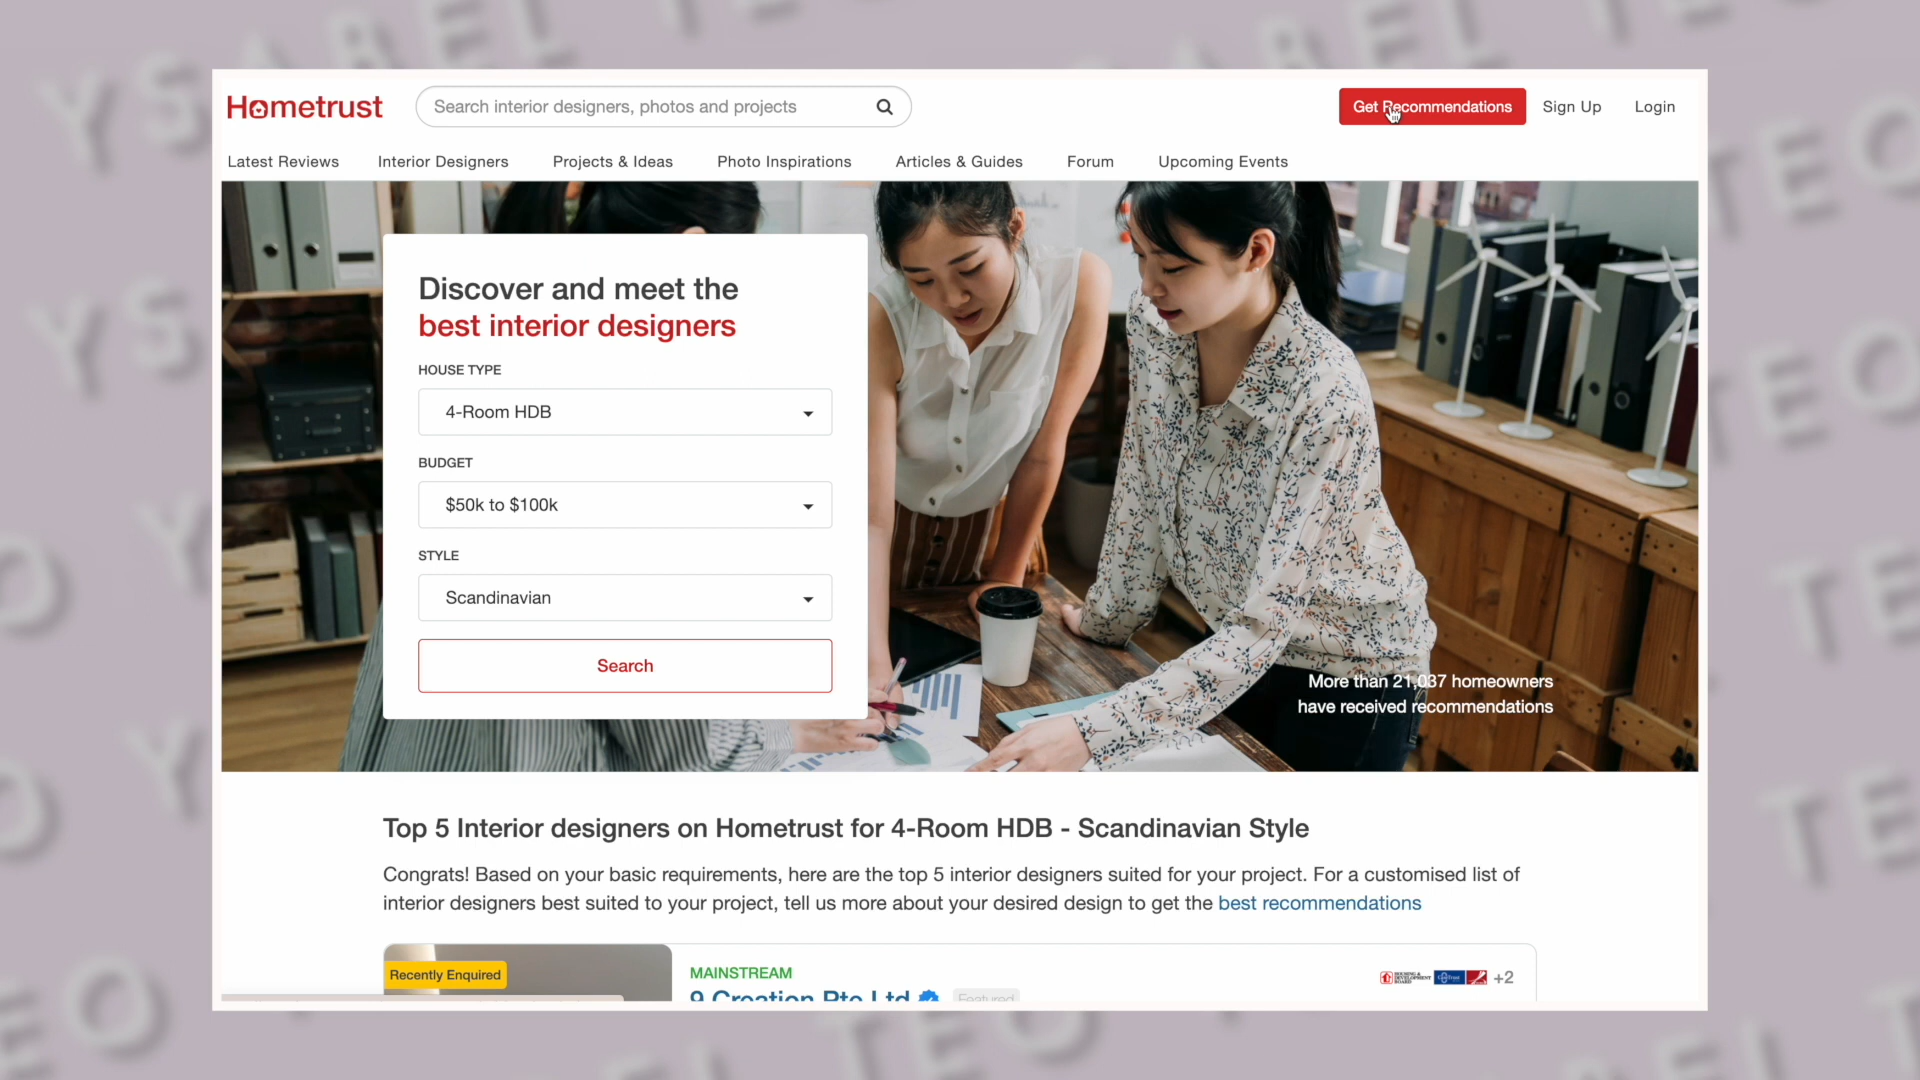 Hometrust
Search interior designers, photos and projects
Get Recommendations
Sign Up
Login
Latest Reviews
Interior Designers
Projects & Ideas
Photo Inspirations
Articles & Guides
Forum
Upcoming Events
Discover and meet the
best interior designers
HOUSE TYPE
4-Room HDB
BUDGET
$50k to $100k
STYLE
Scandinavian
Search
More than 21,037 homeowners
have received recommendations
Top 5 Interior designers on Hometrust for 4-Room HDB - Scandinavian Style
Congrats! Based on your basic requirements, here are the top 5 interior designers suited for your project. For a customised list of
interior designers best suited to your project, tell us more about your desired design to get the best recommendations
Recently Enquired
MAINSTREAM
+2
9 Creation Pte Ltd
Featured